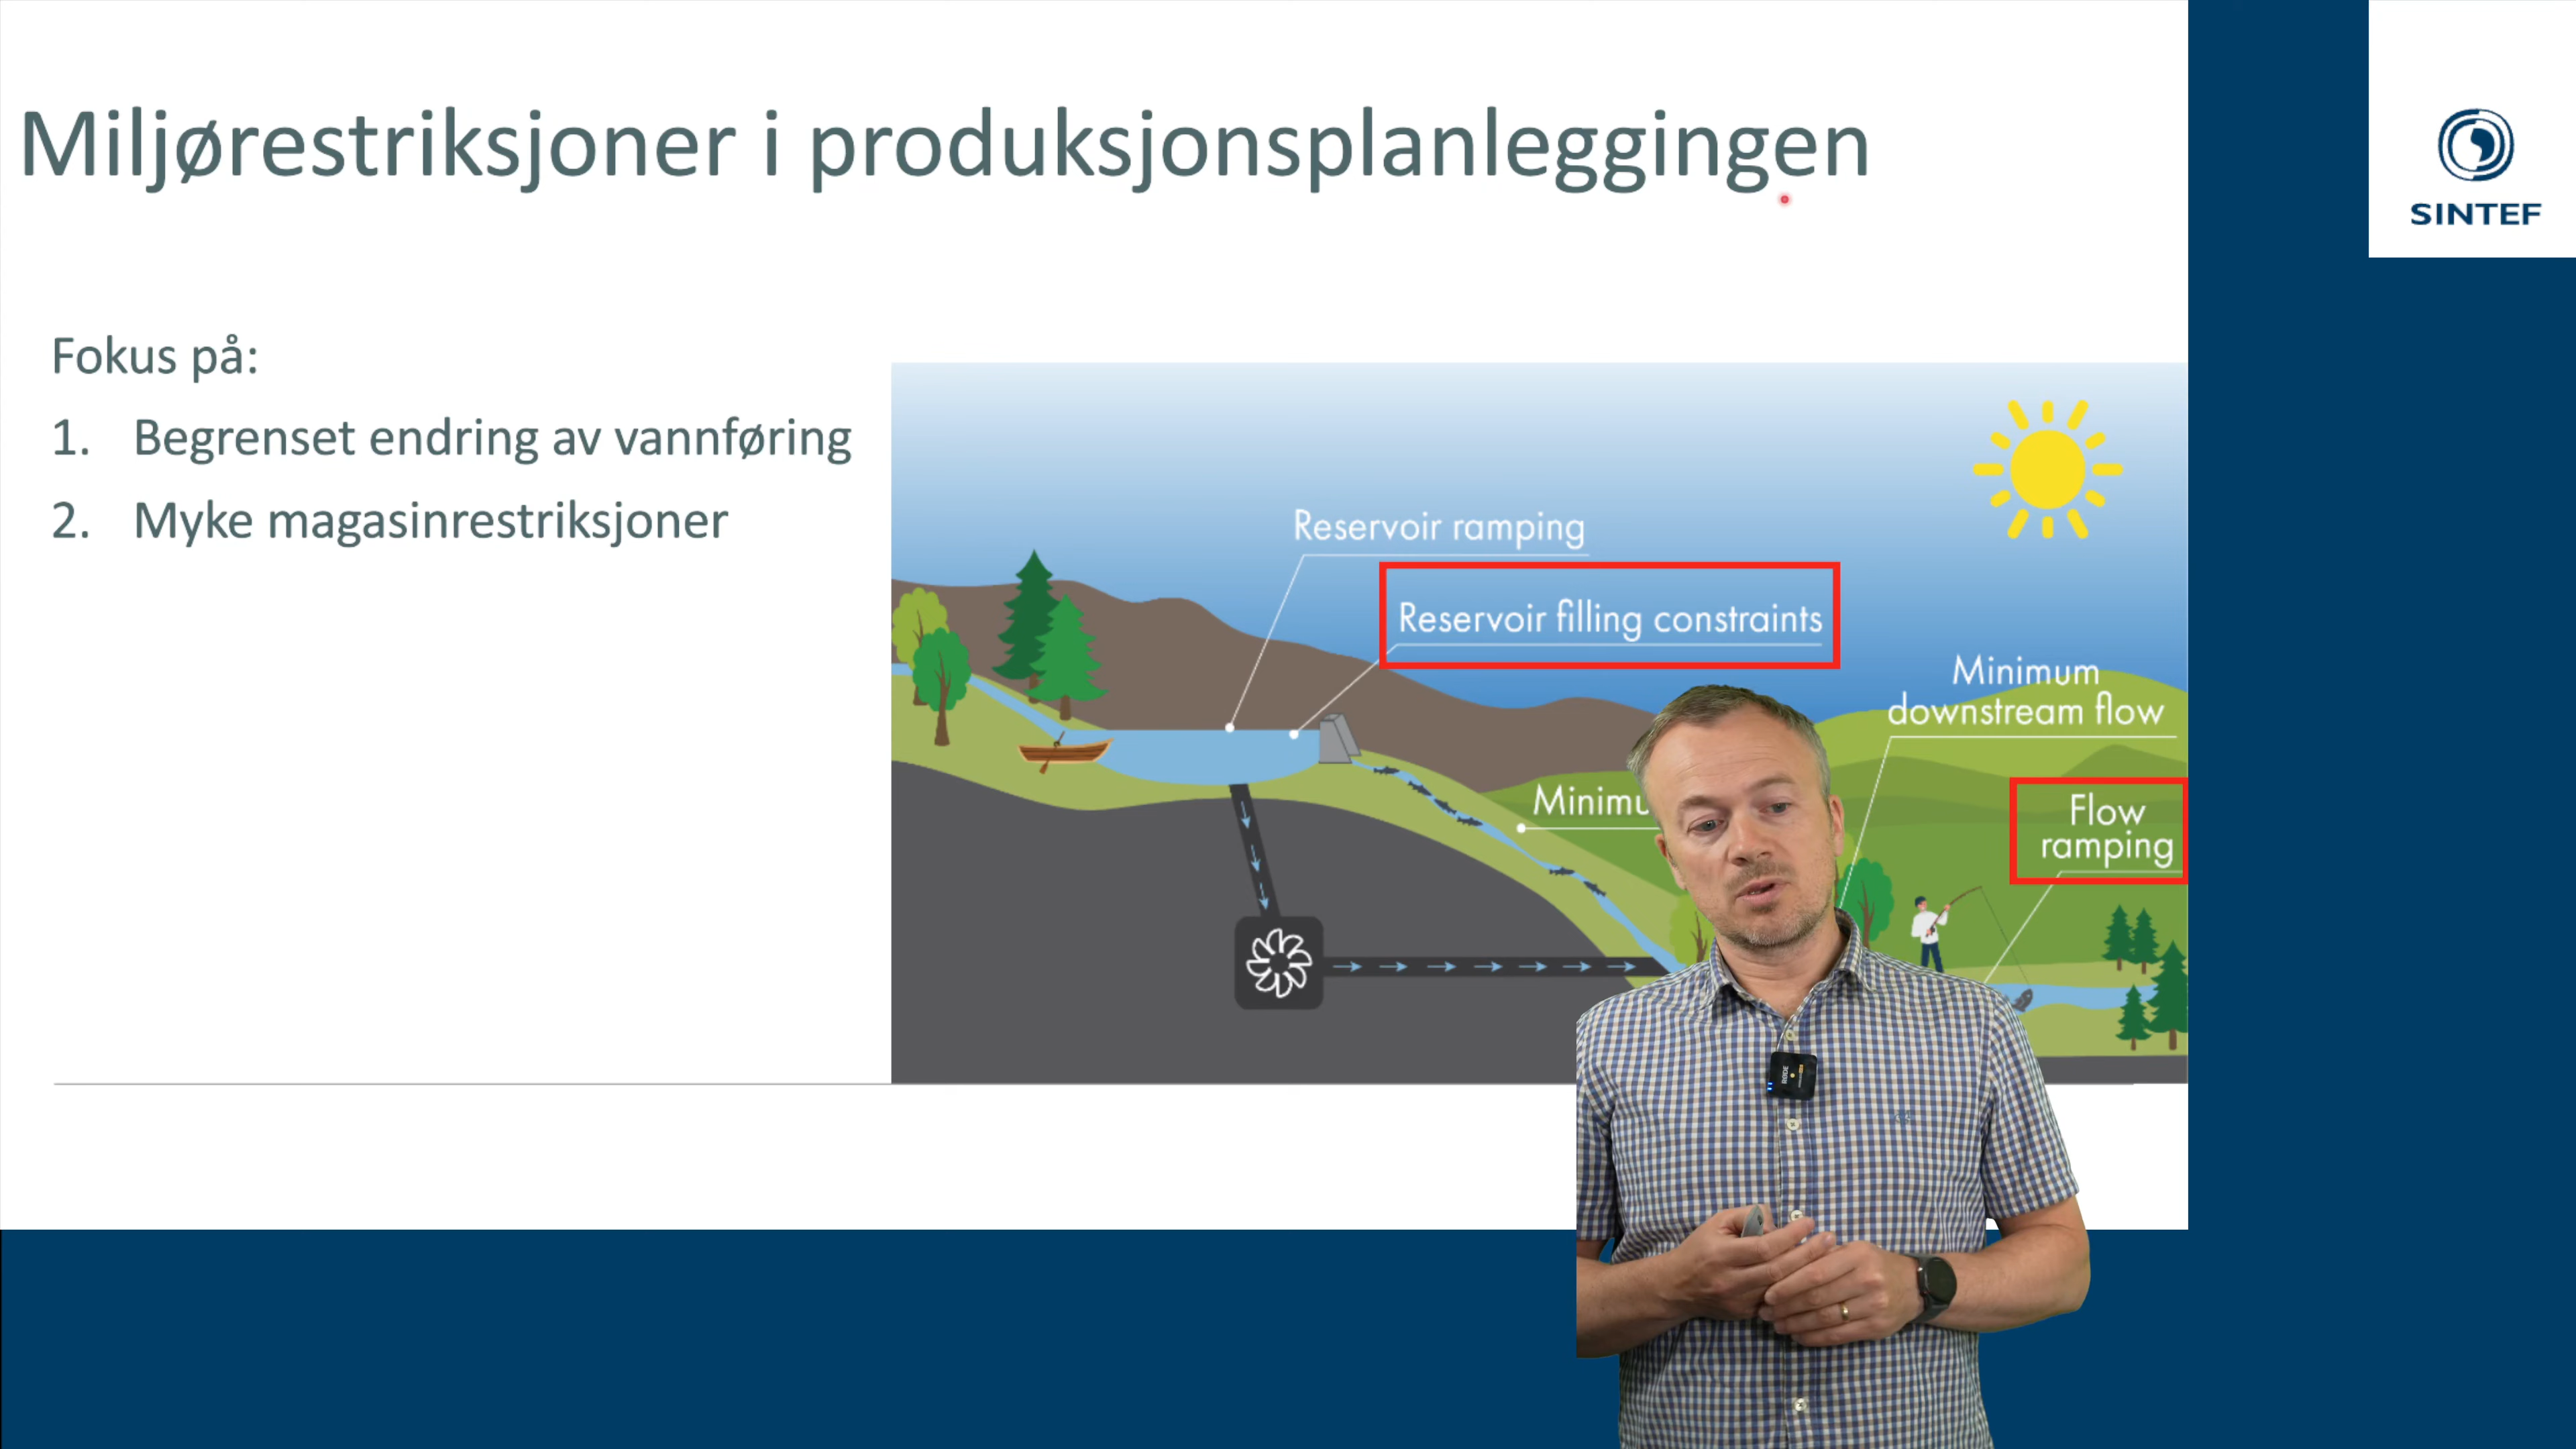 Miljørestriksjoner i produksjonsplanleggingen
SINTEF
Fokus på:
1. Begrenset endring av vannføring
2. Myke magasinrestriksjoner
Reservoir ramping
Reservoir filling constraints
Minimum
downstream flow
Flow
ramping
RØDE